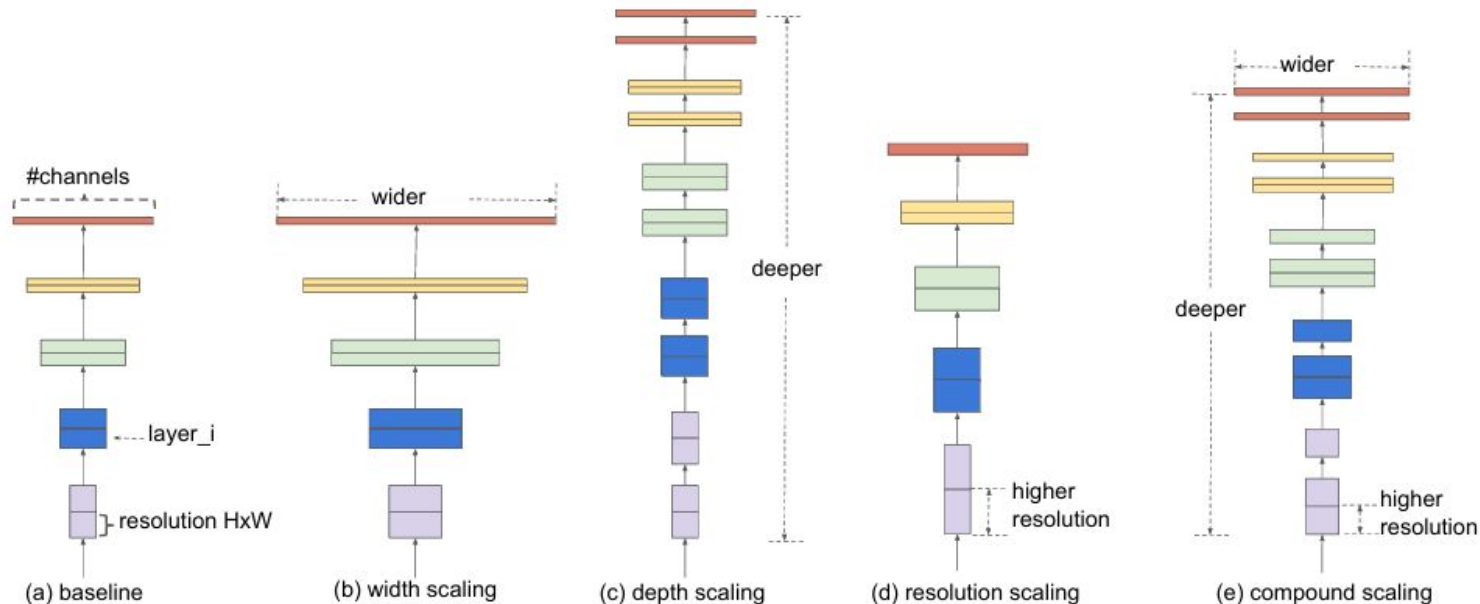 #channels
layer_i
resolution HxW
(a) baseline
wider
(b) width scaling
deeper
(c) depth scaling
higher
resolution
(d) resolution scaling
wider
deeper
higher
resolution
(e) compound scaling